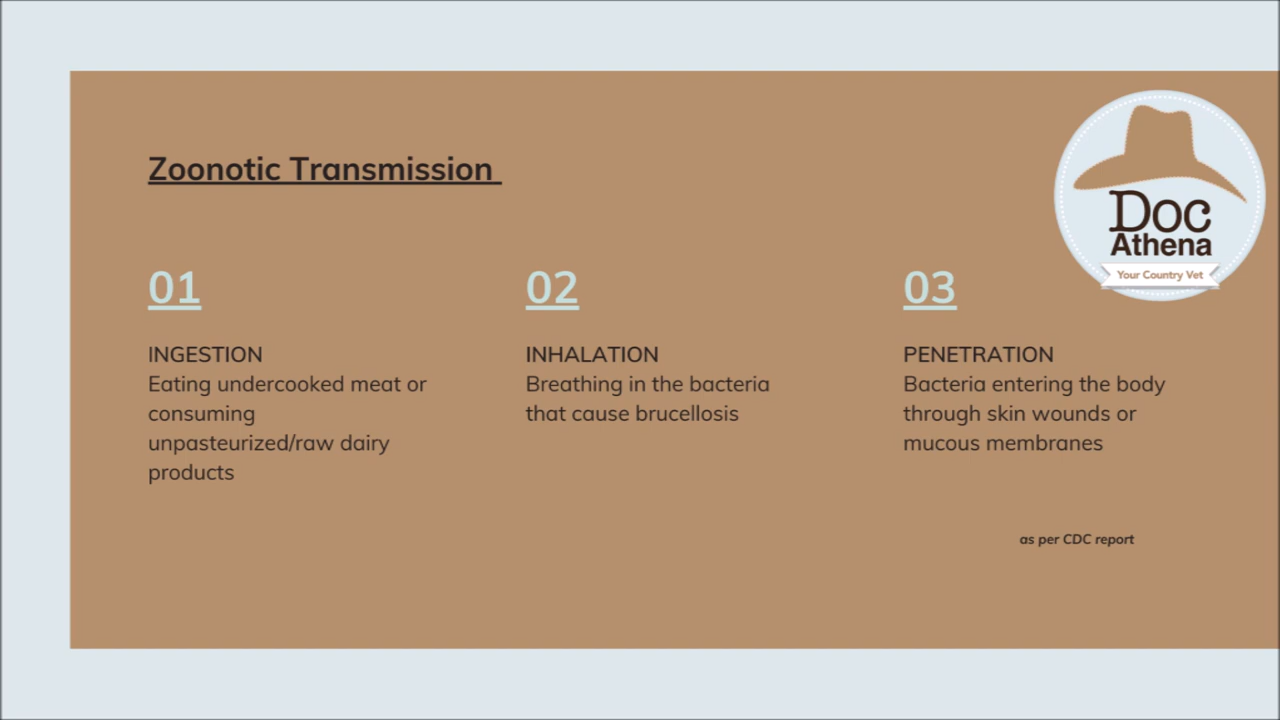 Zoonotic Transmission
Doc
Athena
Your Country Vet
01
INGESTION
Eating undercooked meat or
consuming
unpasteurized/raw dairy
products
02
INHALATION
Breathing in the bacteria
that cause brucellosis
03
PENETRATION
Bacteria entering the body
through skin wounds or
mucous membranes
as per CDC report